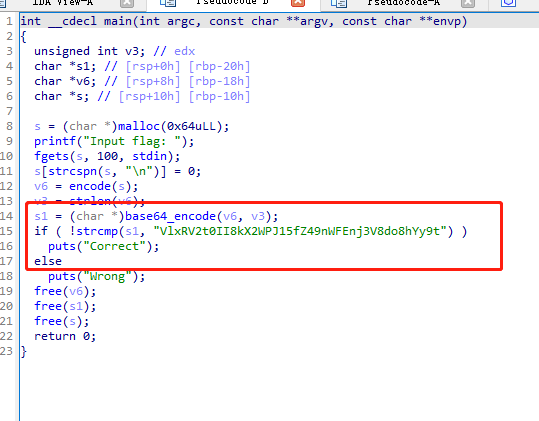 IDA View-A Pseudocode-D Pseudocode-A
1 int __cdecl main(int argc, const char **argv, const char **envp)
2 {
3 unsigned int v3; // edx
4 char *s1; // [rsp+0h] [rbp-20h]
5 char *v6; // [rsp+8h] [rbp-18h]
6 char *s; // [rsp+10h] [rbp-10h]
7
8 s = (char *)malloc(0x64uLL);
9 printf("Input flag: ");
10 fgets(s, 100, stdin);
11 s[strcspn(s, "\n")] = 0;
12 v6 = encode(s);
13 v3 = strlen(v6);
14 s1 = (char *)base64_encode(v6, v3);
15 if ( !strcmp(s1, "VlxRV2t0II8kX2WPJ15fZ49nWFEnj3V8do8hYy9t") )
16 puts("Correct");
17 else
18 puts("Wrong");
19 free(v6);
20 free(s1);
21 free(s);
22 return 0;
23 }